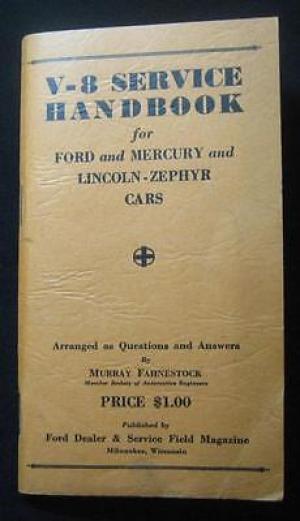 V-8 SERVICE
HANDBOOK
for
FORD and MERCURY and
LINCOLN-ZEPHYR
CARS
Arranged as Questions and Answers
By
MURRAY FAHNESTOCK
Member Society of Automotive Engineers
PRICE $1.00
Published by
Ford Dealer & Service Field Magazine
Milwaukee, Wisconsin